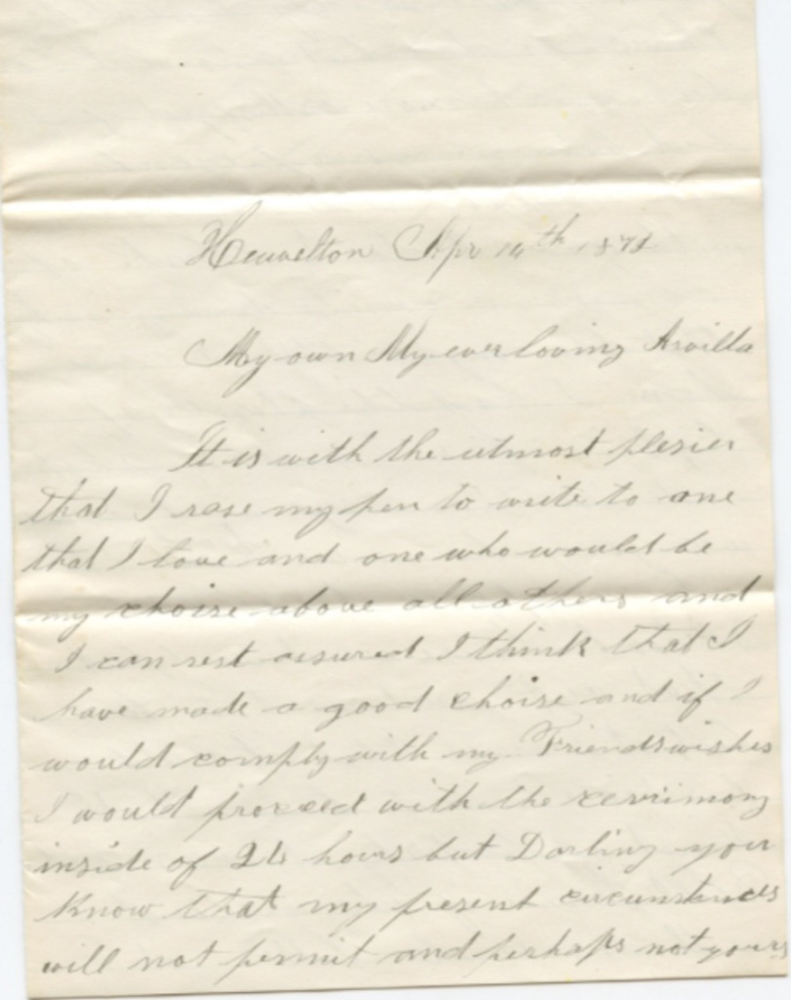 Heuvelton Apr 14th, 1871
My own My ever loving Arvilla
It is with the utmost plesier
that I rase my pen to write to one
that I love and one who would be
my choise above all others and
I can rest assured I think that I
have made a good choise and if I
would comply with my Friends wishes
I would proceed with the cerrimony
inside of 24 hours but Darling you
know that my present circumstances
will not permit and perhaps not yours